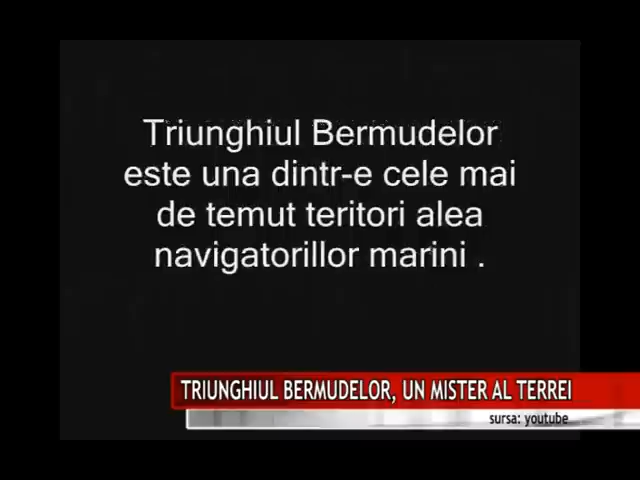 Triunghiul Bermudelor
este una dintr-e cele mai
de temut teritori alea
navigatorillor marini .
TRIUNGHIUL BERMUDELOR, UN MISTER AL TERREI
sursa: youtube